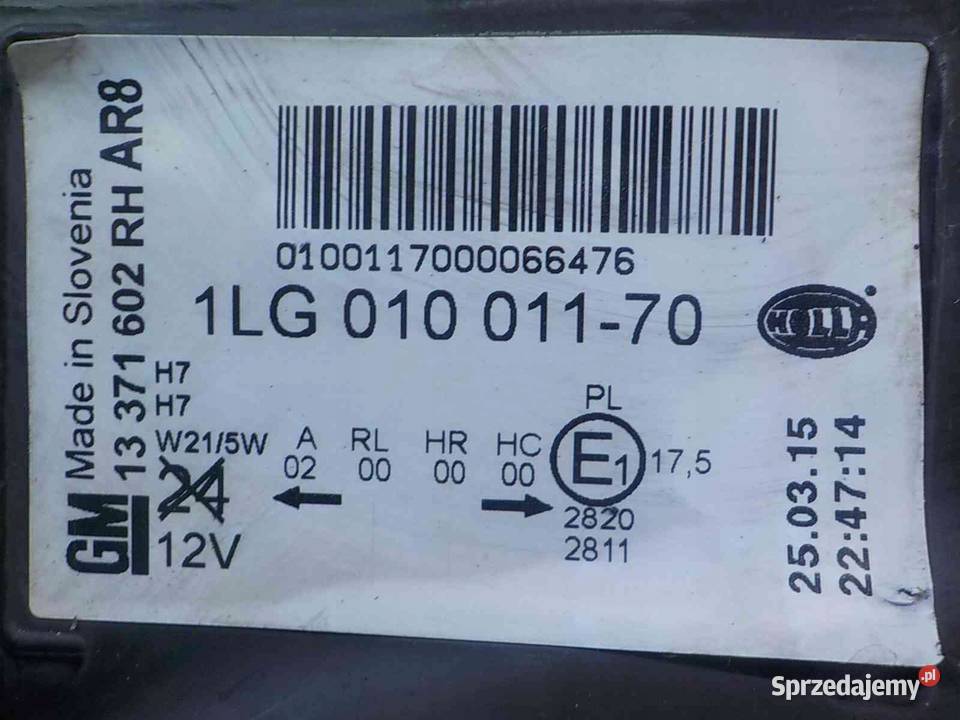 Made in Slovenia
13 371 602 RH AR8
GM
0100117000066476
1LG 010 011-70
HELLA
H7
H7
W21/5W
24
12V
A RL HR HC
02 00 00 00
PL
E1 17,5
2820
2811
25.03.15
22:47:14
Sprzedajemy.pl